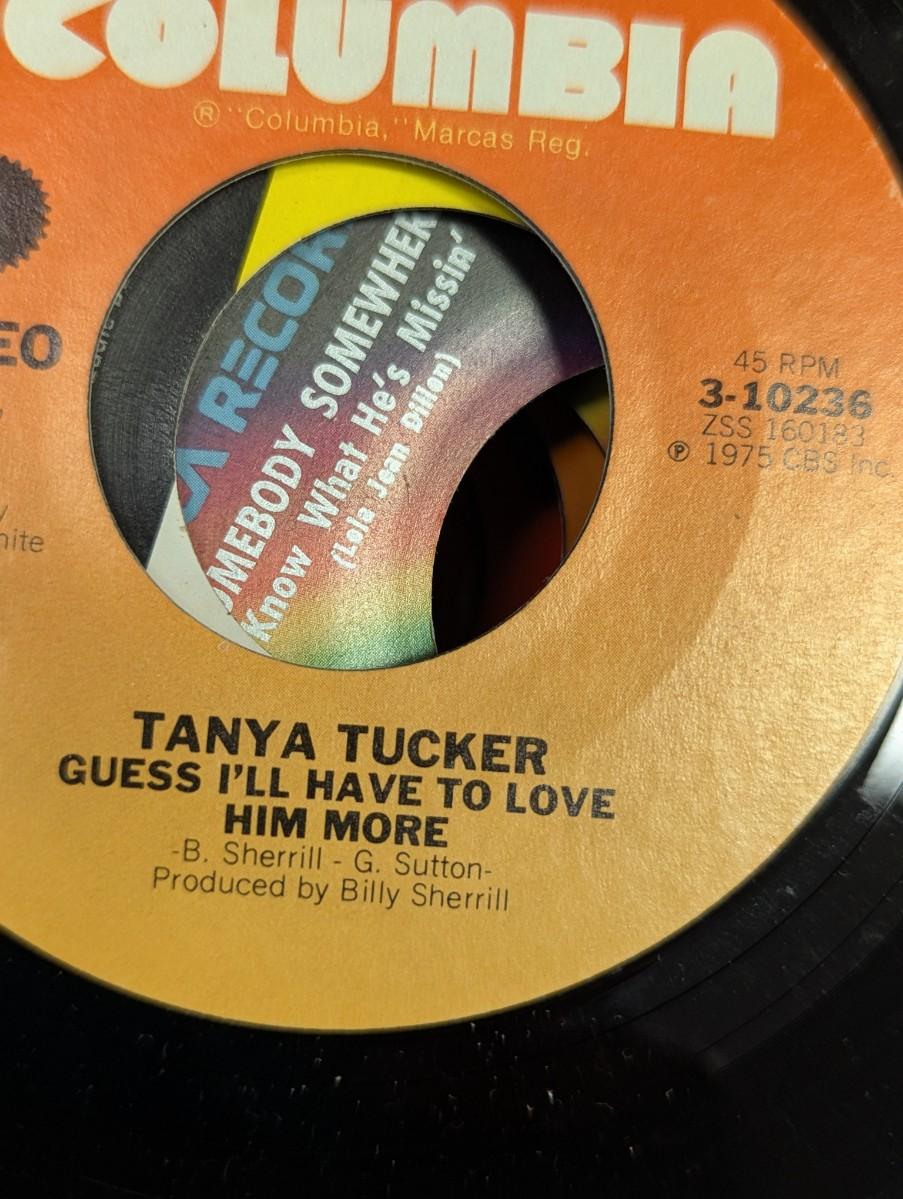 COLUMBIA
® "Columbia," Marcas Reg.
EO
45 RPM
3-10236
ZSS 160183
℗ 1975 CBS Inc.
hite
A RECOR
OMEBODY SOMEWHER
Know What He's Missin'
(Lola Jean Dillon)
TANYA TUCKER
GUESS I'LL HAVE TO LOVE
HIM MORE
-B. Sherrill - G. Sutton-
Produced by Billy Sherrill